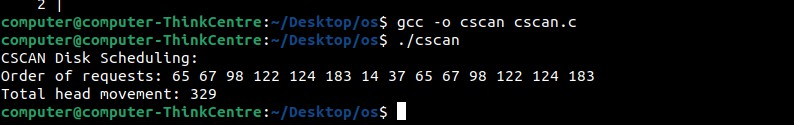 2 |
computer@computer-ThinkCentre:~/Desktop/os$ gcc -o cscan cscan.c
computer@computer-ThinkCentre:~/Desktop/os$ ./cscan
CSCAN Disk Scheduling:
Order of requests: 65 67 98 122 124 183 14 37 65 67 98 122 124 183
Total head movement: 329
computer@computer-ThinkCentre:~/Desktop/os$